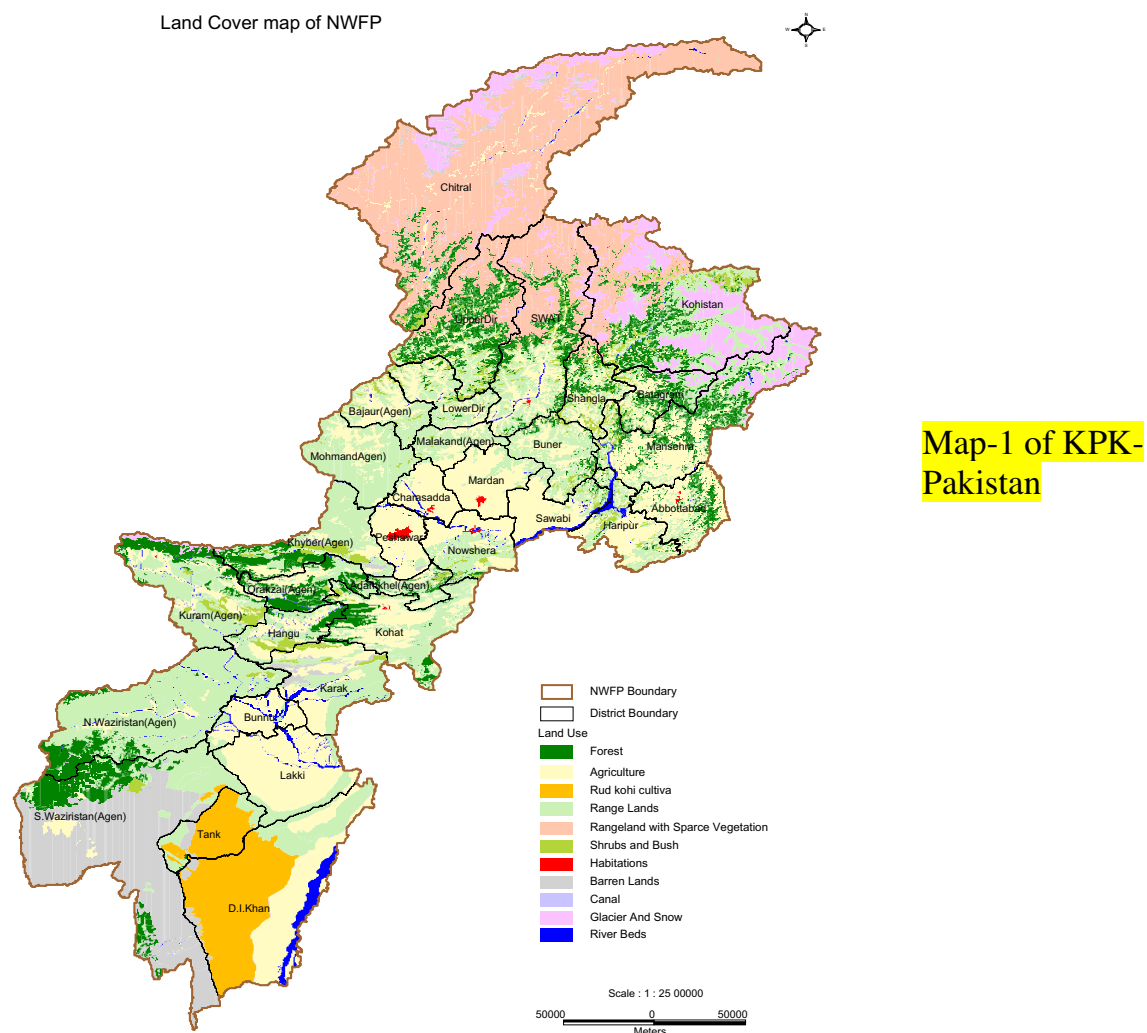 Land Cover map of NWFP
N
W E
S
Chitral
Kohistan
UpperDir
SWAT
Shangla
Batagram
Bajaur(Agen)
LowerDir
Malakand(Agen)
Buner
Mansehra
MohmandAgen)
Mardan
Charasadda
Abbottabad
Sawabi
Haripur
Peshawar
Nowshera
Khyber(Agen)
Orakzai(Agen)
Adamkhel(Agen)
Kuram(Agen)
Hangu
Kohat
Karak
Bunnu
N.Waziristan(Agen)
Lakki
S.Waziristan(Agen)
Tank
D.I.Khan
Map-1 of KPK-
Pakistan
NWFP Boundary
District Boundary
Land Use
Forest
Agriculture
Rud kohi cultiva
Range Lands
Rangeland with Sparce Vegetation
Shrubs and Bush
Habitations
Barren Lands
Canal
Glacier And Snow
River Beds
Scale : 1 : 25 00000
50000 0 50000
Meters